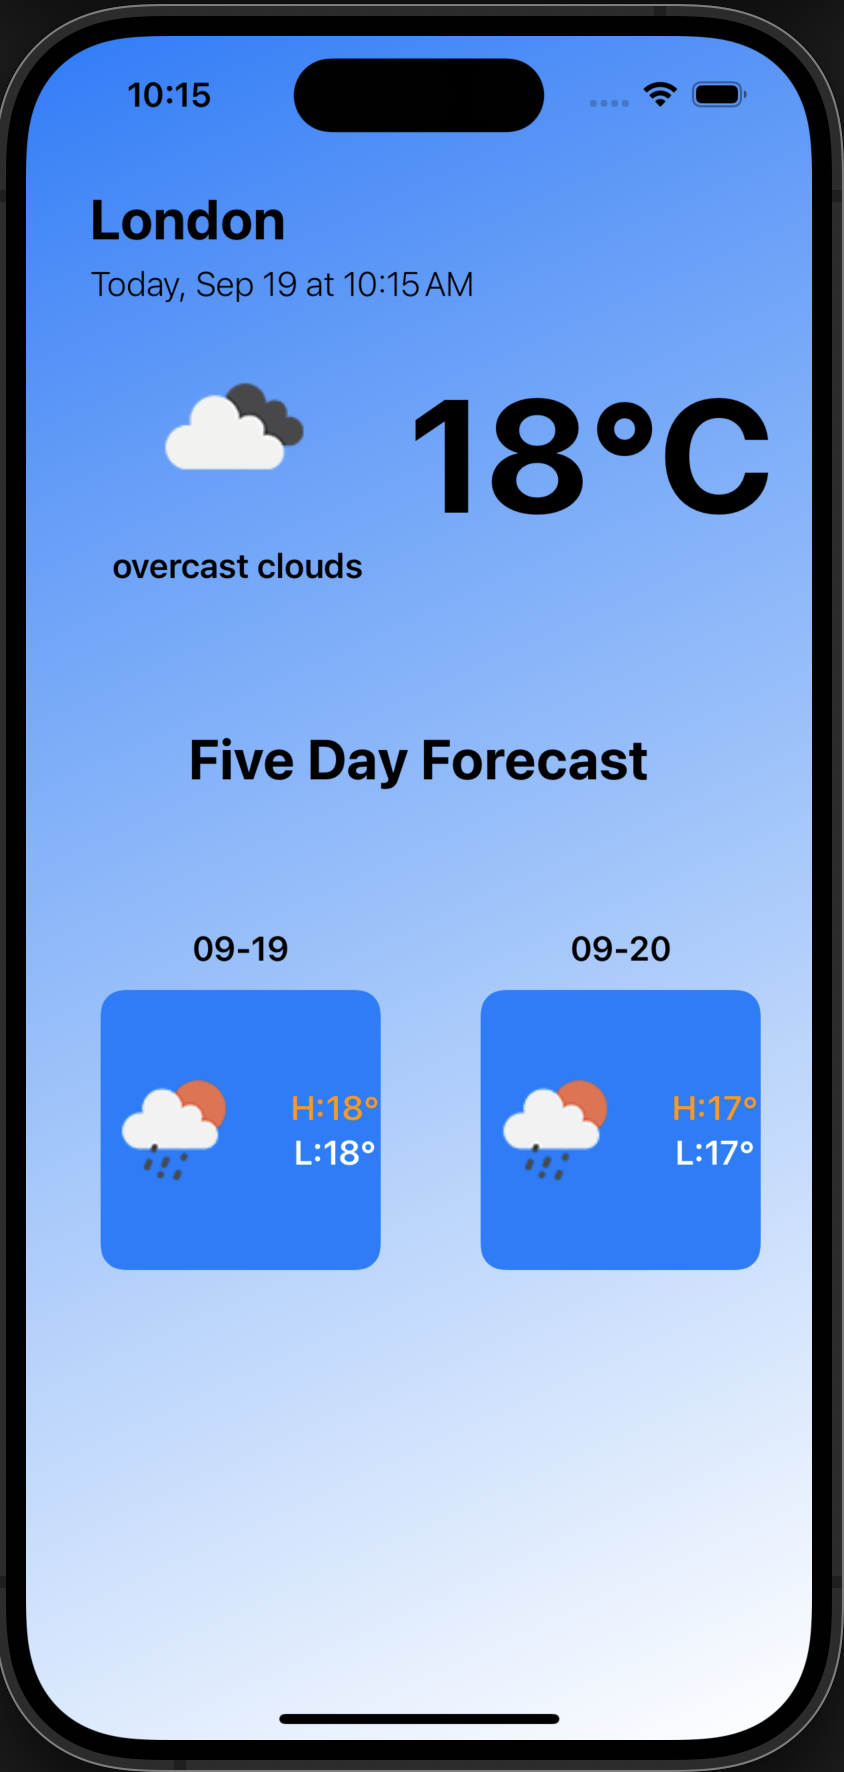 10:15
London
Today, Sep 19 at 10:15 AM
18°C
overcast clouds
Five Day Forecast
09-19
09-20
H:18°
L:18°
H:17°
L:17°